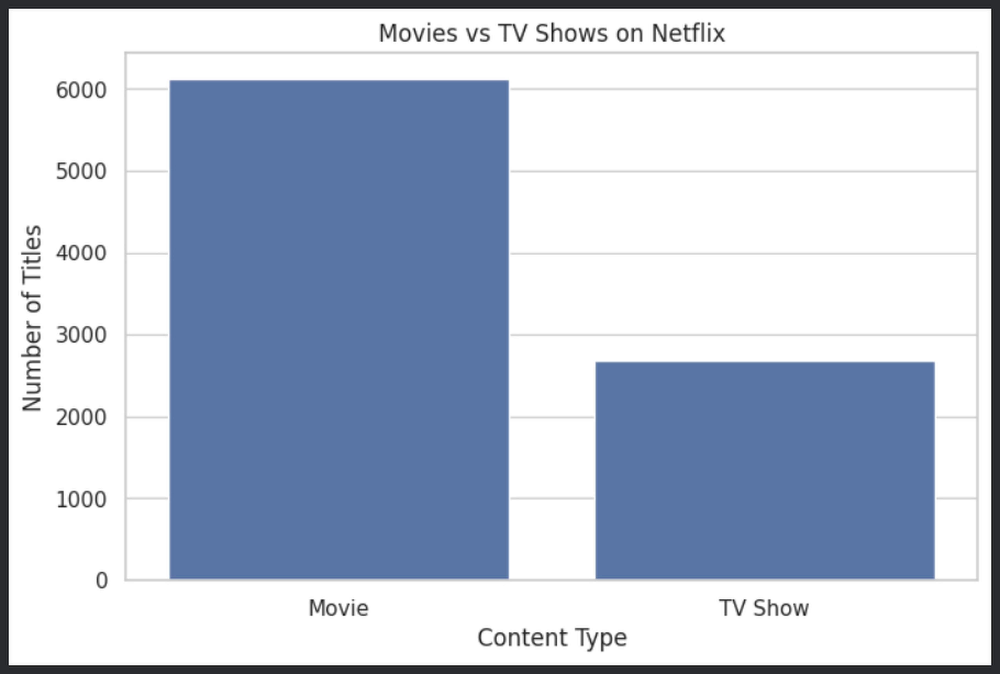 Movies vs TV Shows on Netflix
Number of Titles
6000
5000
4000
3000
2000
1000
0
Movie
TV Show
Content Type